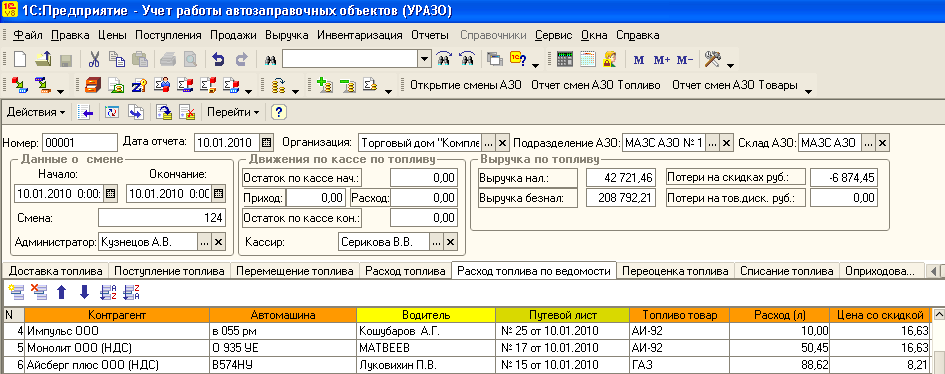 1С:Предприятие - Учет работы автозаправочных объектов (УРАЗО)
Файл Правка Цены Поступления Продажи Выручка Инвентаризация Отчеты Справочники Сервис Окна Справка
M M+ M-
Открытие смены АЗО Отчет смен АЗО Топливо Отчет смен АЗО Товары
Действия Перейти
Номер: 00001 Дата отчета: 10.01.2010 Организация: Торговый дом "Компле ... Подразделение АЗО: МАЗС АЗО № 1 ... Склад АЗО: МАЗС АЗО ...
Данные о смене Движения по кассе по топливу Выручка по топливу
Начало: Окончание: Остаток по кассе нач.: 0,00 Выручка нал.: 42 721,46 Потери на скидках руб.: -6 874,45
10.01.2010 0:00: 10.01.2010 0:00 Приход: 0,00 Расход: 0,00 Выручка безнал: 208 792,21 Потери на тов.диск. руб.: 0,00
Смена: 124 Остаток по кассе кон.: 0,00
Администратор: Кузнецов А.В. ... Кассир: Серикова В.В. ...
Доставка топлива Поступление топлива Перемещение топлива Расход топлива Расход топлива по ведомости Переоценка топлива Списание топлива Оприходова...
N Контрагент Автомашина Водитель Путевой лист Топливо товар Расход (л) Цена со скидкой
4 Импульс ООО в 055 рм Кошубаров А.Г. № 25 от 10.01.2010 АИ-92 10,00 16,63
5 Монолит ООО (НДС) О 935 УЕ МАТВЕЕВ № 17 от 10.01.2010 АИ-92 50,45 16,63
6 Айсберг плюс ООО (НДС) В574НУ Луковихин П.В. № 15 от 10.01.2010 ГАЗ 88,62 8,21